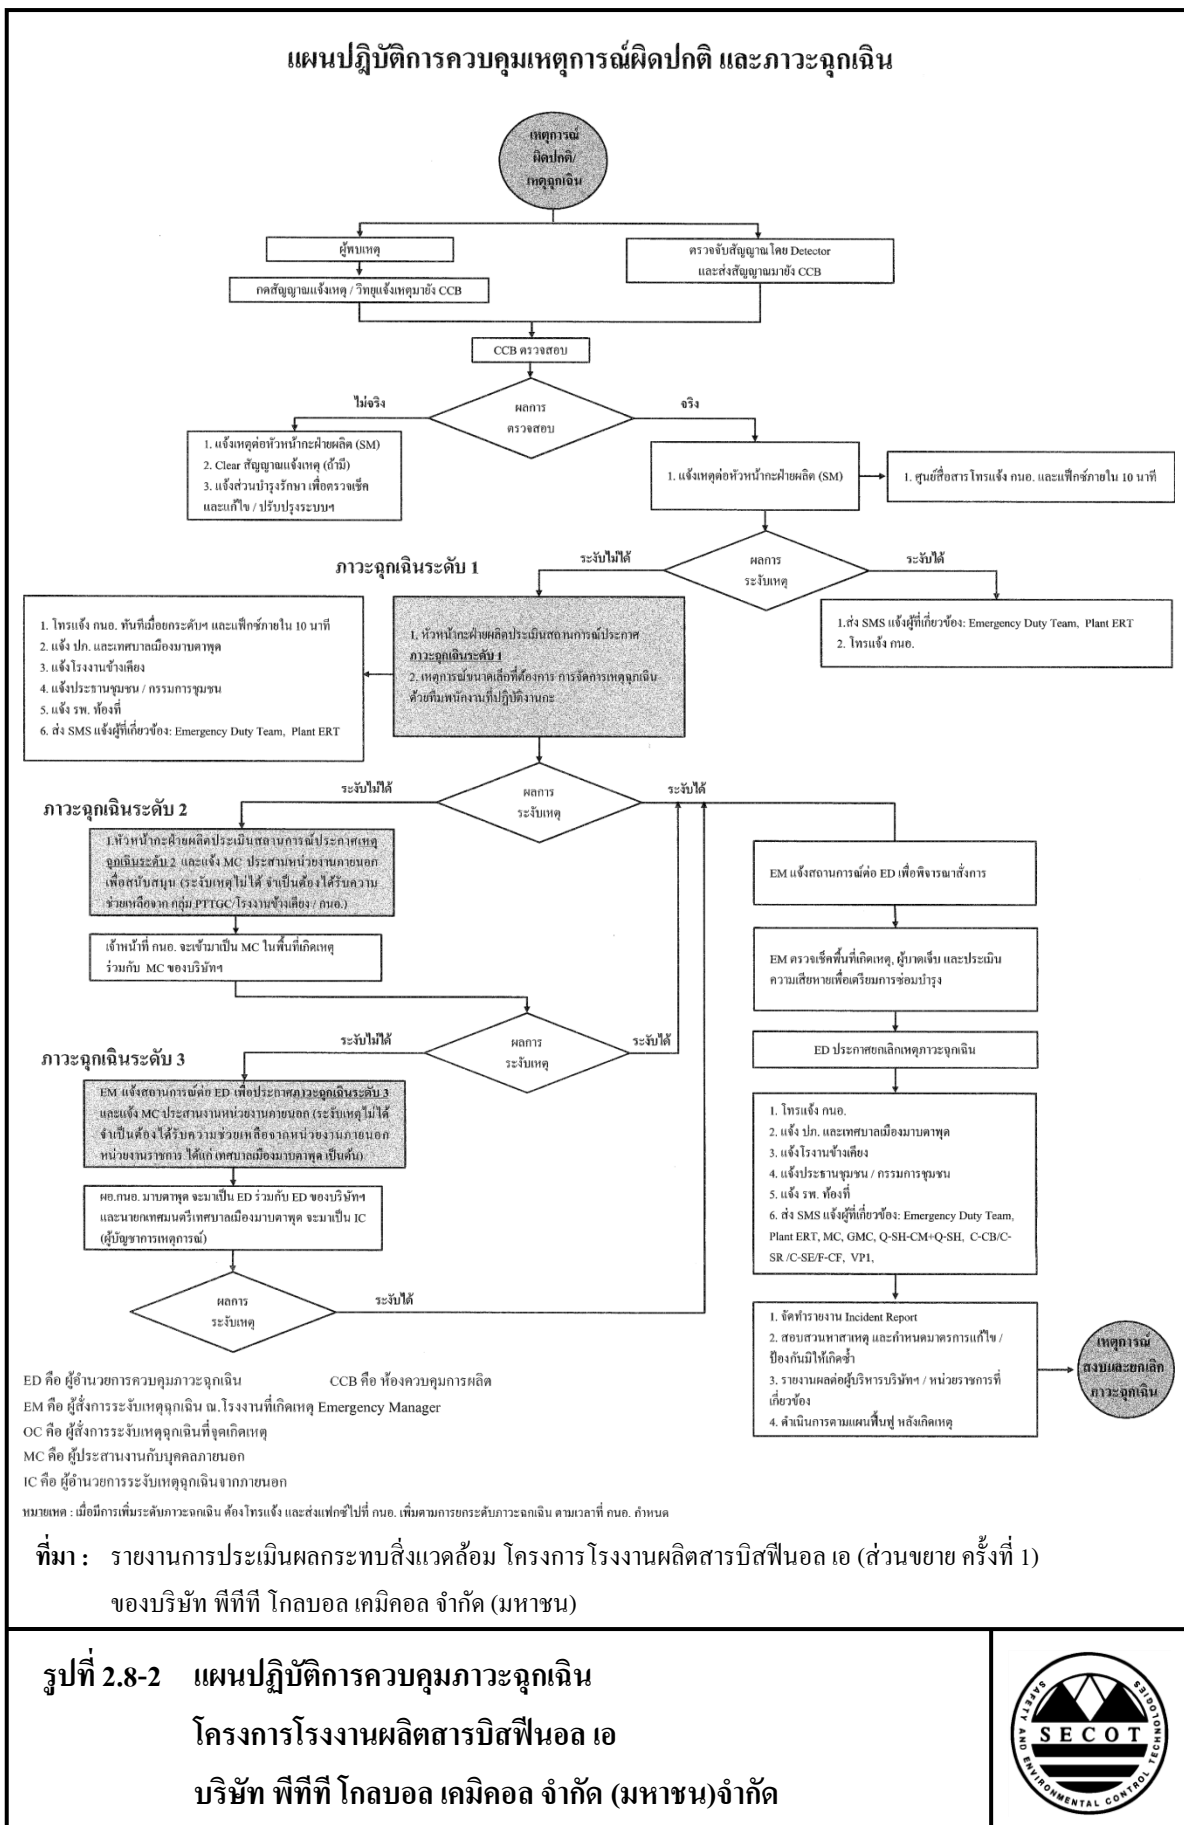 แผนปฎิบัติการควบคุมเหตุการณ์ผิดปกติ และภาวะฉุกเฉิน
เหตุการณ์
ผิดปกติ/
เหตุฉุกเฉิน
ผู้พบเหตุ
ตรวจจับสัญญาณโดย Detector
และส่งสัญญาณมายัง CCB
กดสัญญาณแจ้งเหตุ / วิทยุแจ้งเหตุมายัง CCB
CCB ตรวจสอบ
ไม่จริง
ผลการ
ตรวจสอบ
จริง
1. แจ้งเหตุต่อหัวหน้ากะฝ่ายผลิต (SM)
2. Clear สัญญาณแจ้งเหตุ (ถ้ามี)
3. แจ้งส่วนบำรุงรักษา เพื่อตรวจเช็ค
และแก้ไข / ปรับปรุงระบบฯ
1. แจ้งเหตุต่อหัวหน้ากะฝ่ายผลิต (SM)
1. ศูนย์สื่อสารโทรแจ้ง กนอ. และแฟ็กซ์ภายใน 10 นาที
ระงับไม่ได้
ผลการ
ระงับเหตุ
ระงับได้
ภาวะฉุกเฉินระดับ 1
1. โทรแจ้ง กนอ. ทันทีเมื่อยกระดับฯ และแฟ็กซ์ภายใน 10 นาที
2. แจ้ง ปภ. และเทศบาลเมืองมาบตาพุด
3. แจ้งโรงงานข้างเคียง
4. แจ้งประธานชุมชน / กรรมการชุมชน
5. แจ้ง รพ. ท้องที่
6. ส่ง SMS แจ้งผู้ที่เกี่ยวข้อง: Emergency Duty Team, Plant ERT
1. หัวหน้ากะฝ่ายผลิตประเมินสถานการณ์ประกาศ
ภาวะฉุกเฉินระดับ 1
2. เหตุการณ์ขนาดเล็กที่ต้องการ การจัดการเหตุฉุกเฉิน
ด้วยทีมพนักงานที่ปฏิบัติงานกะ
1.ส่ง SMS แจ้งผู้ที่เกี่ยวข้อง: Emergency Duty Team, Plant ERT
2. โทรแจ้ง กนอ.
ระงับไม่ได้
ผลการ
ระงับเหตุ
ระงับได้
ภาวะฉุกเฉินระดับ 2
1.หัวหน้ากะฝ่ายผลิตประเมินสถานการณ์ประกาศเหตุ
ฉุกเฉินระดับ 2 และแจ้ง MC ประสานหน่วยงานภายนอก
เพื่อสนับสนุน (ระงับเหตุไม่ได้ จำเป็นต้องได้รับความ
ช่วยเหลือจาก กลุ่ม PTTGC/โรงงานข้างเคียง / กนอ.)
เจ้าหน้าที่ กนอ. จะเข้ามาเป็น MC ในพื้นที่เกิดเหตุ
ร่วมกับ MC ของบริษัทฯ
EM แจ้งสถานการณ์ต่อ ED เพื่อพิจารณาสั่งการ
EM ตรวจเช็คพื้นที่เกิดเหตุ, ผู้บาดเจ็บ และประเมิน
ความเสียหายเพื่อเตรียมการซ่อมบำรุง
ระงับไม่ได้
ผลการ
ระงับเหตุ
ระงับได้
ED ประกาศยกเลิกเหตุภาวะฉุกเฉิน
ภาวะฉุกเฉินระดับ 3
EM แจ้งสถานการณ์ต่อ ED เพื่อประกาศภาวะฉุกเฉินระดับ 3
และแจ้ง MC ประสานงานหน่วยงานภายนอก (ระงับเหตุไม่ได้
จำเป็นต้องได้รับความช่วยเหลือจากหน่วยงานภายนอก
หน่วยงานราชการ ได้แก่ เทศบาลเมืองมาบตาพุด เป็นต้น)
ผอ.กนอ. มาบตาพุด จะมาเป็น ED ร่วมกับ ED ของบริษัทฯ
และนายกเทศมนตรีเทศบาลเมืองมาบตาพุด จะมาเป็น IC
(ผู้บัญชาการเหตุการณ์)
1. โทรแจ้ง กนอ.
2. แจ้ง ปภ. และเทศบาลเมืองมาบตาพุด
3. แจ้งโรงงานข้างเคียง
4. แจ้งประธานชุมชน / กรรมการชุมชน
5. แจ้ง รพ. ท้องที่
6. ส่ง SMS แจ้งผู้ที่เกี่ยวข้อง: Emergency Duty Team,
Plant ERT, MC, GMC, Q-SH-CM+Q-SH, C-CB/C-
SR /C-SE/F-CF, VP1,
ผลการ
ระงับเหตุ
ระงับได้
1. จัดทำรายงาน Incident Report
2. สอบสวนหาสาเหตุ และกำหนดมาตรการแก้ไข /
ป้องกันมิให้เกิดซ้ำ
3. รายงานผลต่อผู้บริหารบริษัทฯ / หน่วยราชการที่
เกี่ยวข้อง
4. ดำเนินการตามแผนฟื้นฟู หลังเกิดเหตุ
เหตุการณ์
สงบและยกเลิก
ภาวะฉุกเฉิน
ED คือ ผู้อำนวยการควบคุมภาวะฉุกเฉิน CCB คือ ห้องควบคุมการผลิต
EM คือ ผู้สั่งการระงับเหตุฉุกเฉิน ณ.โรงงานที่เกิดเหตุ Emergency Manager
OC คือ ผู้สั่งการระงับเหตุฉุกเฉินที่จุดเกิดเหตุ
MC คือ ผู้ประสานงานกับบุคคลภายนอก
IC คือ ผู้อำนวยการระงับเหตุฉุกเฉินจากภายนอก
หมายเหตุ : เมื่อมีการเพิ่มระดับภาวะฉุกเฉิน ต้องโทรแจ้ง และส่งแฟกซ์ไปที่ กนอ. เพิ่มตามการยกระดับภาวะฉุกเฉิน ตามเวลาที่ กนอ. กำหนด
ที่มา : รายงานการประเมินผลกระทบสิ่งแวดล้อม โครงการโรงงานผลิตสารบิสฟีนอล เอ (ส่วนขยาย ครั้งที่ 1)
ของบริษัท พีทีที โกลบอล เคมิคอล จำกัด (มหาชน)
รูปที่ 2.8-2 แผนปฏิบัติการควบคุมภาวะฉุกเฉิน
โครงการโรงงานผลิตสารบิสฟีนอล เอ
บริษัท พีทีที โกลบอล เคมิคอล จำกัด (มหาชน)จำกัด
SECOT
SAFETY AND ENVIRONMENTAL CONTROL TECHNOLOGIES